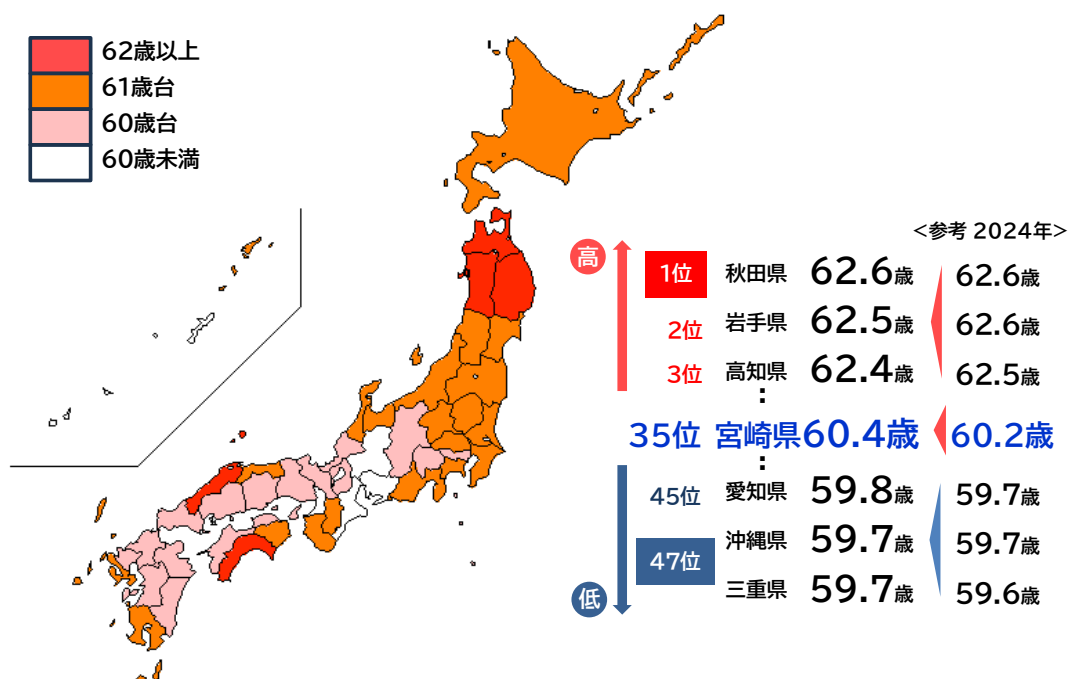 62歳以上
61歳台
60歳台
60歳未満
<参考 2024年>
高
1位 秋田県 62.6歳 62.6歳
2位 岩手県 62.5歳 62.6歳
3位 高知県 62.4歳 62.5歳
:
35位 宮崎県60.4歳 60.2歳
:
45位 愛知県 59.8歳 59.7歳
沖縄県 59.7歳 59.7歳
47位
三重県 59.7歳 59.6歳
低